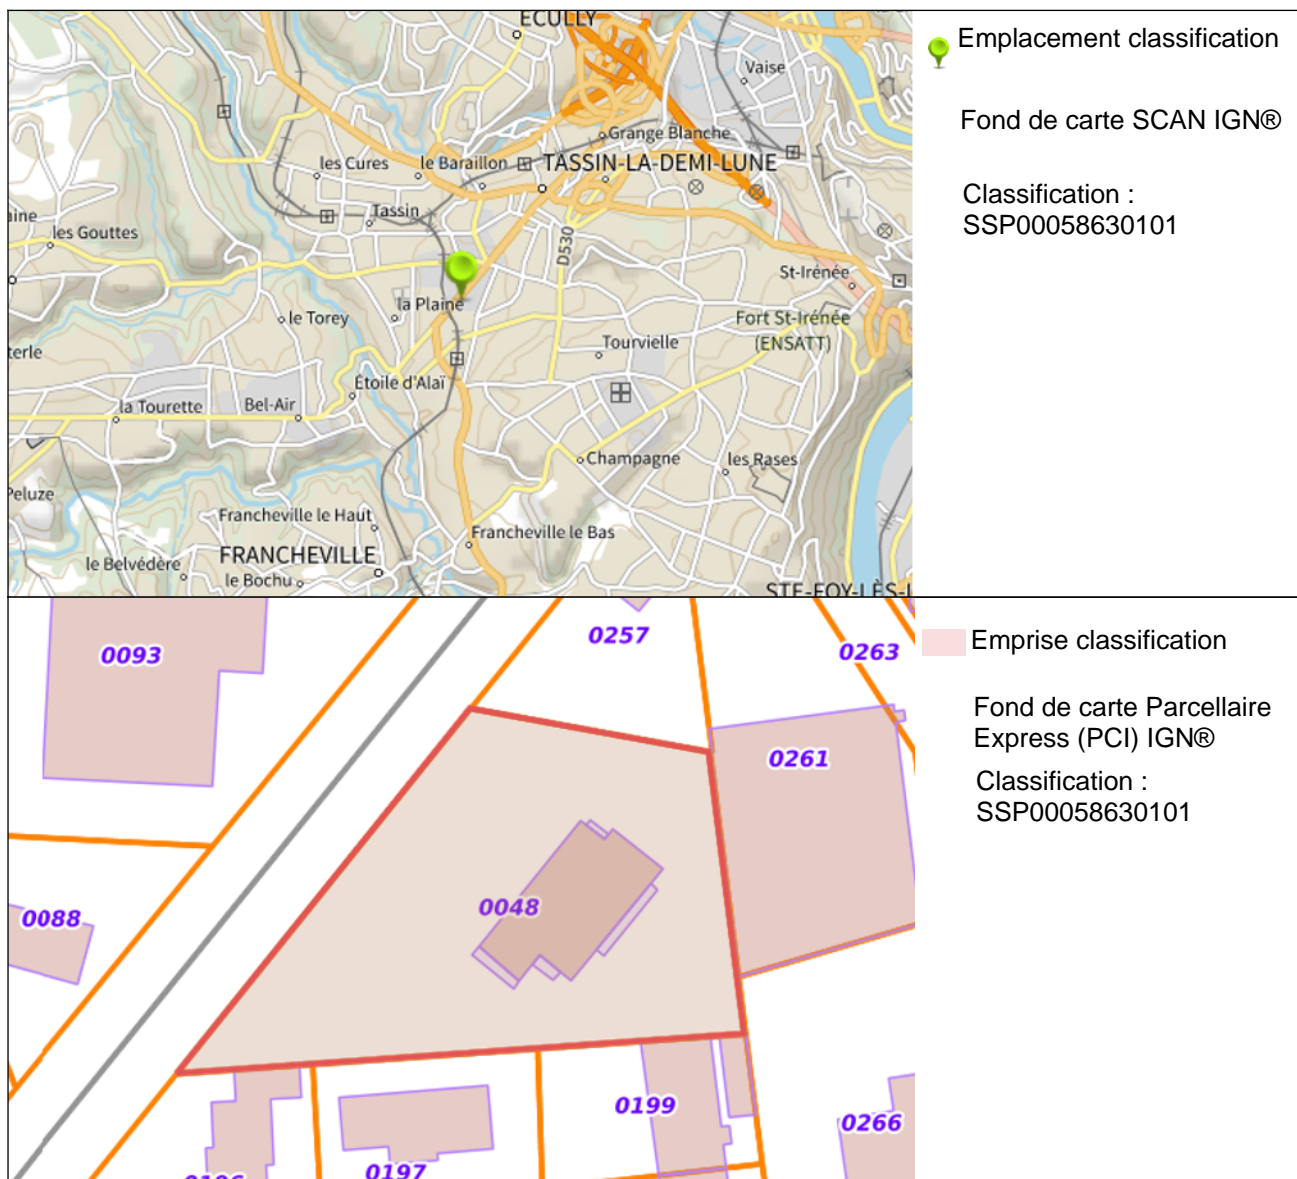 ECULLY
Vaise
Grange Blanche
les Cures
le Baraillon
TASSIN-LA-DEMI-LUNE
Tassin
les Gouttes
D530
St-Irénée
la Plaine
le Torey
Fort St-Irénée
(ENSATT)
Tourvielle
Étoile d'Alaï
la Tourette
Bel-Air
Champagne
les Rases
Peluze
Francheville le Haut
Francheville le Bas
FRANCHEVILLE
le Belvédère
le Bochu
STE-FOY-LÈS-L
Emplacement classification
Fond de carte SCAN IGN®
Classification :
SSP00058630101
0093
0257
0263
0261
0088
0048
0199
0266
0197
Emprise classification
Fond de carte Parcellaire
Express (PCI) IGN®
Classification :
SSP00058630101